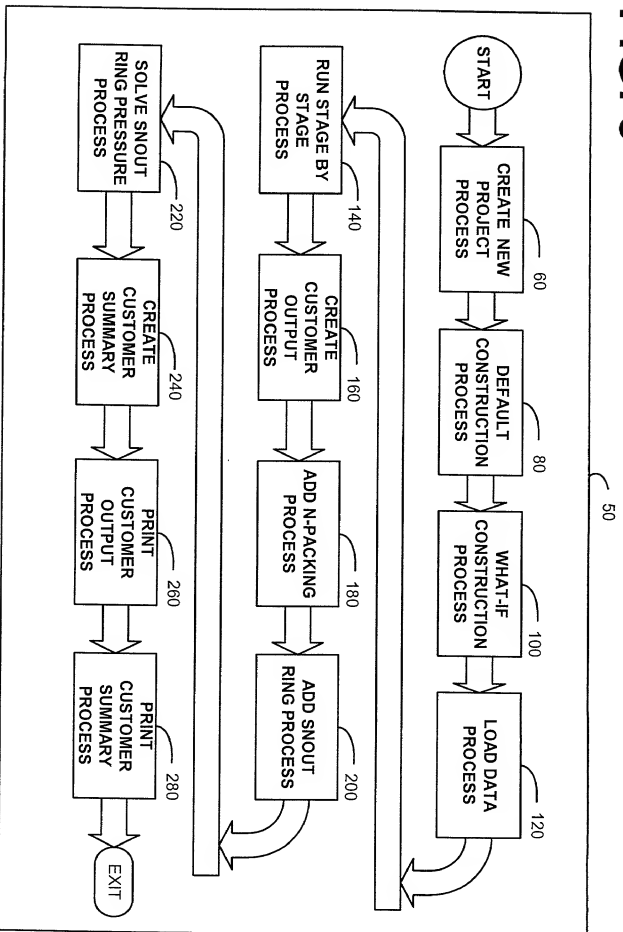 50
START
CREATE NEW
PROJECT
PROCESS
60
DEFAULT
CONSTRUCTION
PROCESS
80
WHAT-IF
CONSTRUCTION
PROCESS
100
LOAD DATA
PROCESS
120
RUN STAGE BY
STAGE
PROCESS
140
CREATE
CUSTOMER
OUTPUT
PROCESS
160
ADD N-PACKING
PROCESS
180
ADD SNOUT
RING PROCESS
200
SOLVE SNOUT
RING PRESSURE
PROCESS
220
CREATE
CUSTOMER
SUMMARY
PROCESS
240
PRINT
CUSTOMER
OUTPUT
PROCESS
260
PRINT
CUSTOMER
SUMMARY
PROCESS
280
EXIT